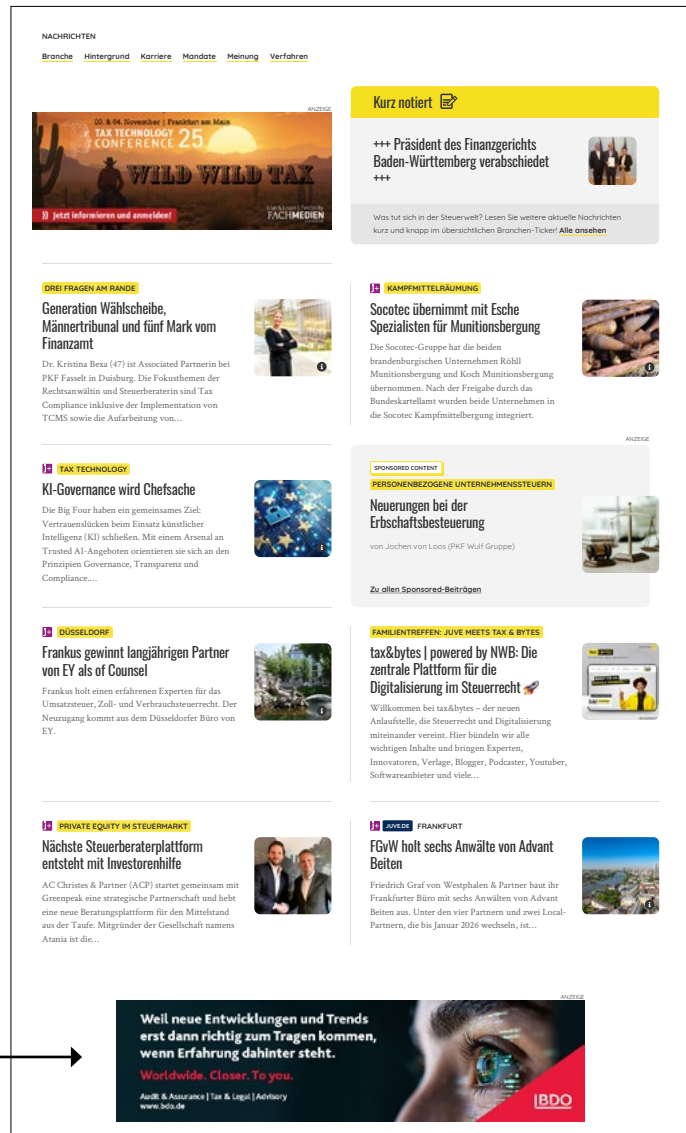 NACHRICHTEN
Branche Hintergrund Karriere Mandate Meinung Verfahren
ANZEIGE
03. & 04. November | Frankfurt am Main
TAX TECHNOLOGY
CONFERENCE 25
WILD WILD TAX
Jetzt informieren und anmelden!
FACHMEDIEN
Kurz notiert
+++ Präsident des Finanzgerichts
Baden-Württemberg verabschiedet
+++
Was tut sich in der Steuerwelt? Lesen Sie weitere aktuelle Nachrichten
kurz und knapp im übersichtlichen Branchen-Ticker! Alle ansehen
DREI FRAGEN AM RANDE
Generation Wählscheibe,
Männertribunal und fünf Mark vom
Finanzamt
Dr. Kristina Bexa (47) ist Associated Partnerin bei
PKF Fasselt in Duisburg. Die Fokusthemen der
Rechtsanwältin und Steuerberaterin sind Tax
Compliance inklusive der Implementation von
TCMS sowie die Aufarbeitung von…
J+ KAMPFMITTELRÄUMUNG
Socotec übernimmt mit Esche
Spezialisten für Munitionsbergung
Die Socotec-Gruppe hat die beiden
brandenburgischen Unternehmen Röhll
Munitionsbergung und Koch Munitionsbergung
übernommen. Nach der Freigabe durch das
Bundeskartellamt wurden beide Unternehmen in
die Socotec Kampfmittelbergung integriert.
J+ TAX TECHNOLOGY
KI-Governance wird Chefsache
Die Big Four haben ein gemeinsames Ziel:
Vertrauenslücken beim Einsatz künstlicher
Intelligenz (KI) schließen. Mit einem Arsenal an
Trusted AI-Angeboten orientieren sie sich an den
Prinzipien Governance, Transparenz und
Compliance.…
ANZEIGE
SPONSORED CONTENT
PERSONENBEZOGENE UNTERNEHMENSSTEUERN
Neuerungen bei der
Erbschaftsbesteuerung
von Jochen van Loos (PKF Wulf Gruppe)
Zu allen Sponsored-Beiträgen
J+ DÜSSELDORF
Frankus gewinnt langjährigen Partner
von EY als of Counsel
Frankus holt einen erfahrenen Experten für das
Umsatzsteuer, Zoll- und Verbrauchsteuerrecht. Der
Neuzugang kommt aus dem Düsseldorfer Büro von
EY.
FAMILIENTREFFEN: JUVE MEETS TAX & BYTES
tax&bytes | powered by NWB: Die
zentrale Plattform für die
Digitalisierung im Steuerrecht 🚀
Willkommen bei tax&bytes – der neuen
Anlaufstelle, die Steuerrecht und Digitalisierung
miteinander vereint. Hier bündeln wir alle
wichtigen Inhalte und bringen Experten,
Innovatoren, Verlage, Blogger, Podcaster, Youtuber,
Softwareanbieter und viele…
J+ PRIVATE EQUITY IM STEUERMARKT
Nächste Steuerberaterplattform
entsteht mit Investorenhilfe
AC Christes & Partner (ACP) startet gemeinsam mit
Greenpeak eine strategische Partnerschaft und hebt
eine neue Beratungsplattform für den Mittelstand
aus der Taufe. Mitgründer der Gesellschaft namens
Atania ist die…
J+ JUVE.DE FRANKFURT
FGvW holt sechs Anwälte von Advant
Beiten
Friedrich Graf von Westphalen & Partner baut ihr
Frankfurter Büro mit sechs Anwälten von Advant
Beiten aus. Unter den vier Partnern und zwei Local-
Partnern, die bis Januar 2026 wechseln, ist…
ANZEIGE
Weil neue Entwicklungen und Trends
erst dann richtig zum Tragen kommen,
wenn Erfahrung dahinter steht.
Worldwide. Closer. To you.
Audit & Assurance | Tax & Legal | Advisory
www.bdo.de
BDO